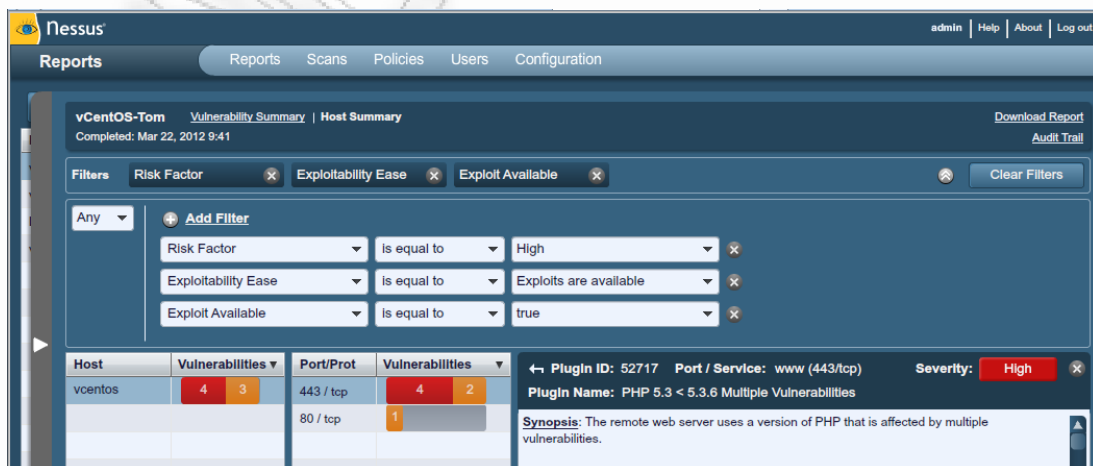 nessus
admin | Help | About | Log out
Reports
Reports Scans Policies Users Configuration
vCentOS-Tom Vulnerability Summary | Host Summary Download Report
Completed: Mar 22, 2012 9:41 Audit Trail
Filters Risk Factor Exploitability Ease Exploit Available Clear Filters
Any Add Filter
Risk Factor is equal to High
Exploitability Ease is equal to Exploits are available
Exploit Available is equal to true
Host Vulnerabilities Port/Prot Vulnerabilities Plugin ID: 52717 Port / Service: www (443/tcp) Severity: High
vcentos 4 3 443 / tcp 4 2 Plugin Name: PHP 5.3 < 5.3.6 Multiple Vulnerabilities
80 / tcp 1 Synopsis: The remote web server uses a version of PHP that is affected by multiple
vulnerabilities.